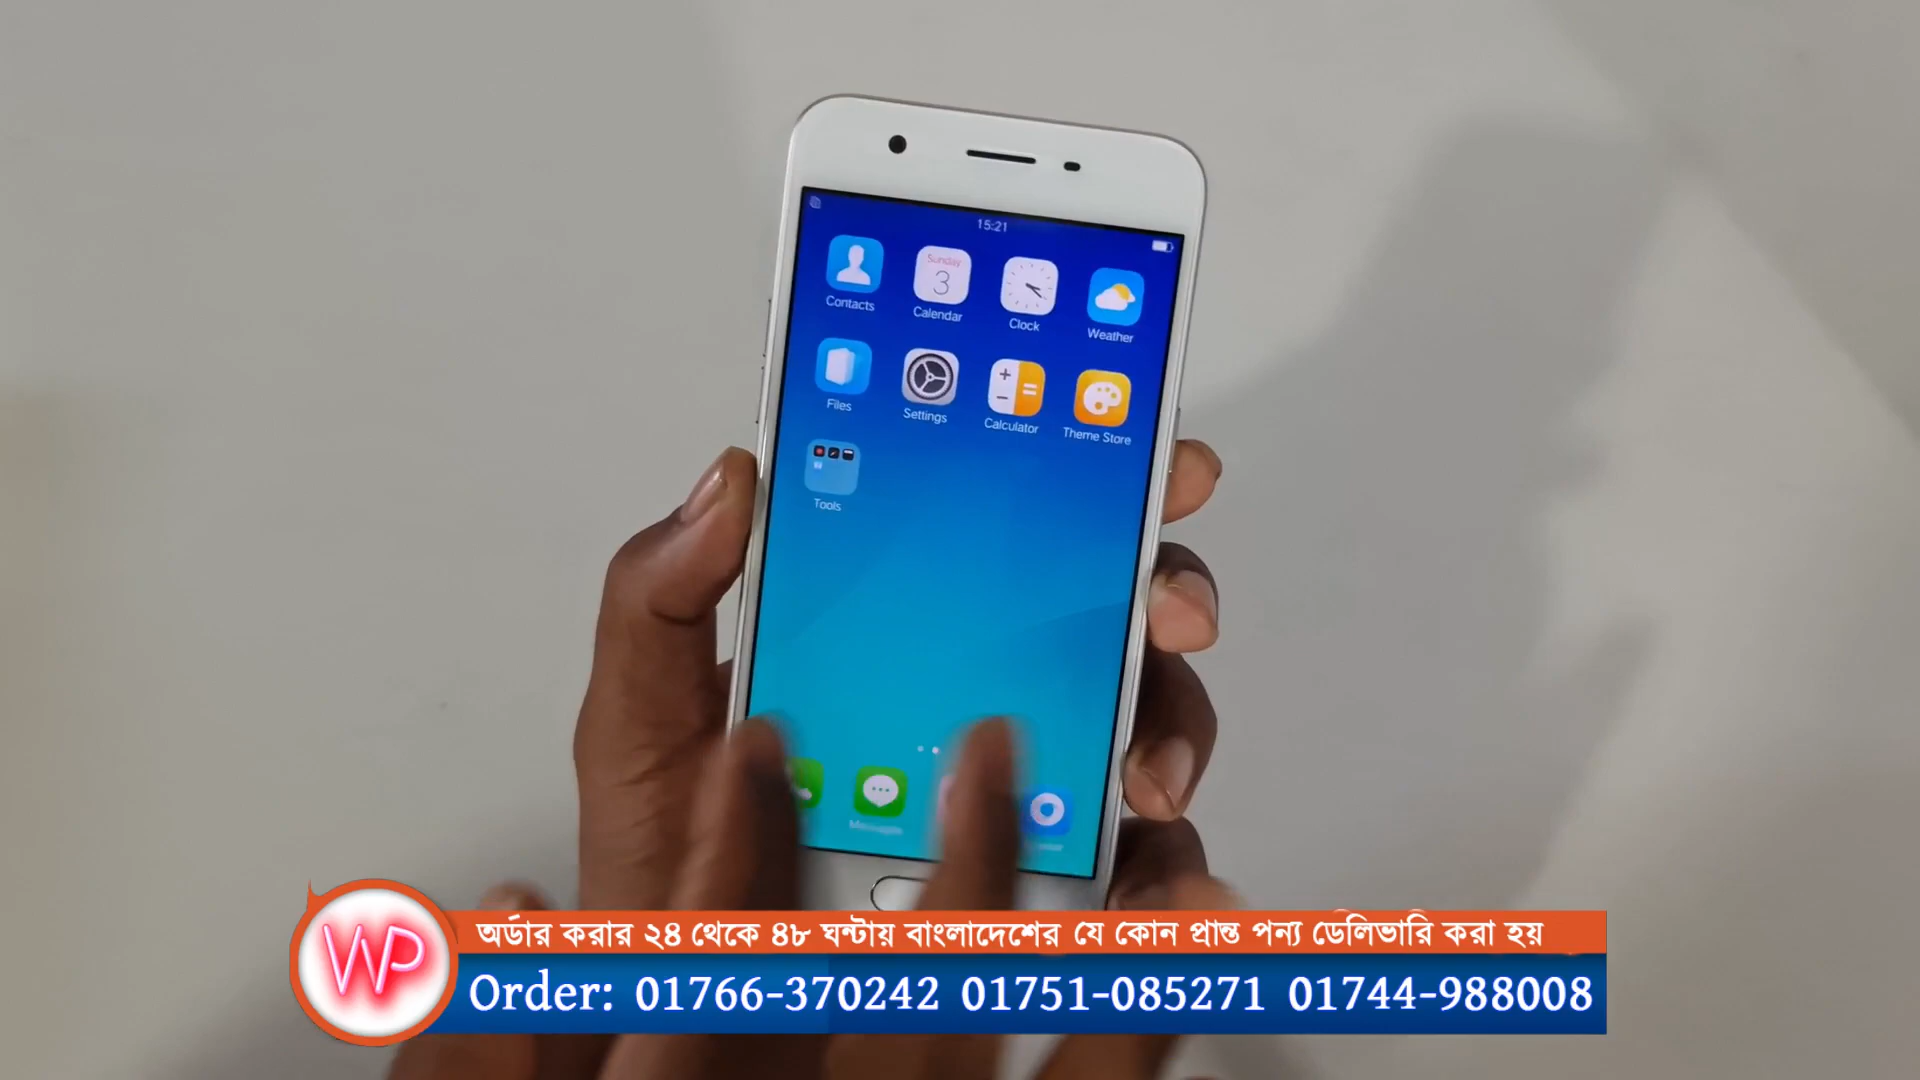 15:21
Sunday
3
Contacts
Calendar
Clock
Weather
Files
Settings
Calculator
Theme Store
Tools
Messages
WP
অর্ডার করার ২৪ থেকে ৪৮ ঘন্টায় বাংলাদেশের যে কোন প্রান্ত পন্য ডেলিভারি করা হয়
Order: 01766-370242 01751-085271 01744-988008